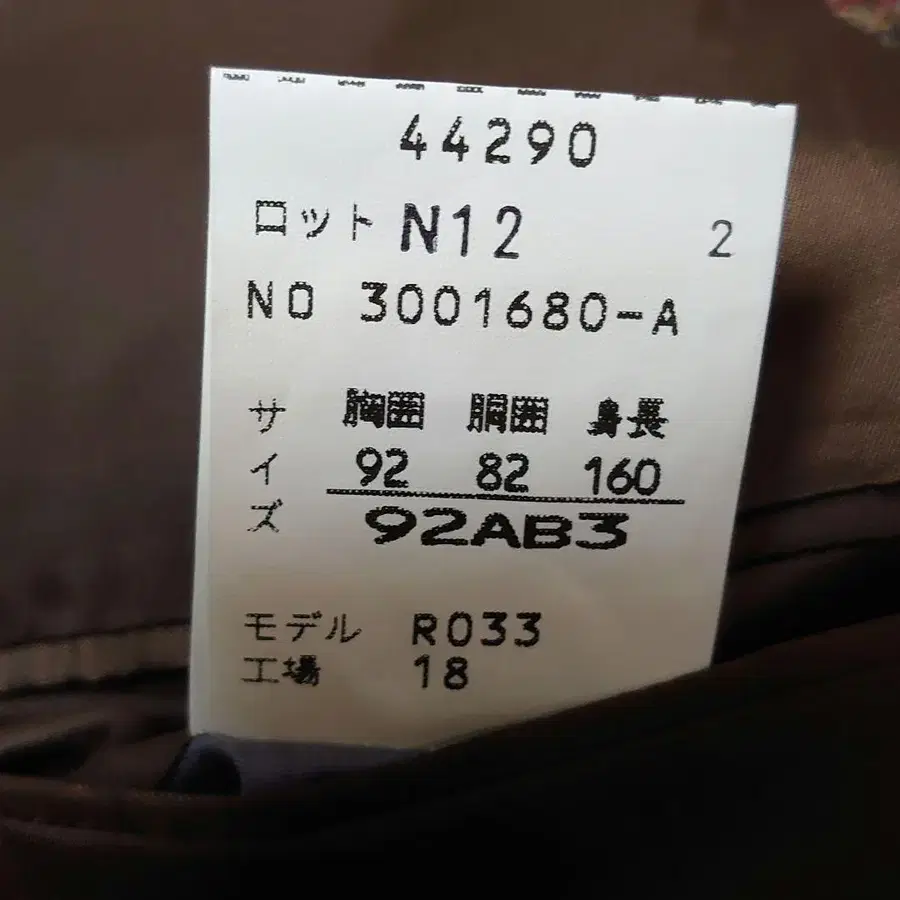 44290
ロット N12 2
NO 3001680-A
サイズ
胸囲 胴囲 身長
92 82 160
92AB3
モデル R033
工場 18